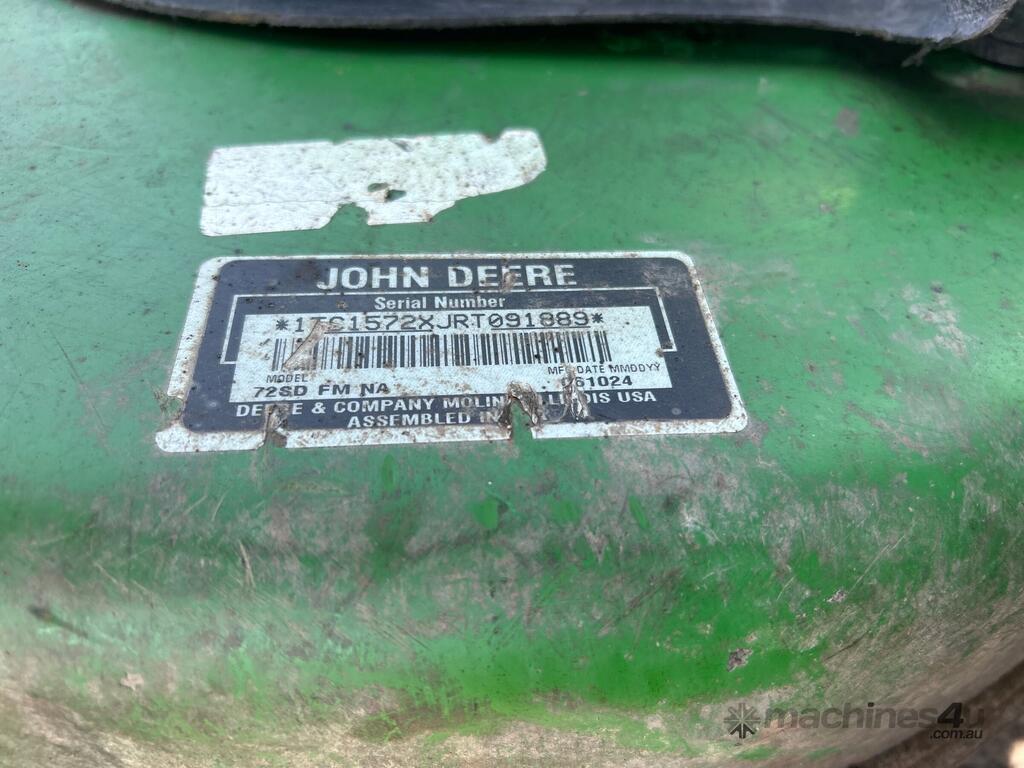 JOHN DEERE
Serial Number
*1TC1572XJRT091889*
MODEL MFG DATE MMDDYY
72SD FM NA 061024
DEERE & COMPANY MOLINE ILLINOIS USA
ASSEMBLED IN
machines4u
.com.au